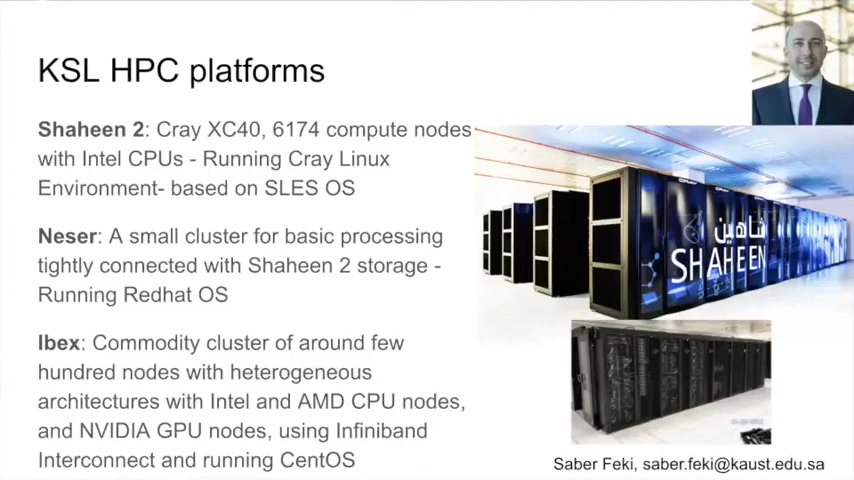 KSL HPC platforms
Shaheen 2: Cray XC40, 6174 compute nodes
with Intel CPUs - Running Cray Linux
Environment- based on SLES OS
Neser: A small cluster for basic processing
tightly connected with Shaheen 2 storage -
Running Redhat OS
Ibex: Commodity cluster of around few
hundred nodes with heterogeneous
architectures with Intel and AMD CPU nodes,
and NVIDIA GPU nodes, using Infiniband
Interconnect and running CentOS
CRAY
شاهين
SHAHEEN
Saber Feki, saber.feki@kaust.edu.sa